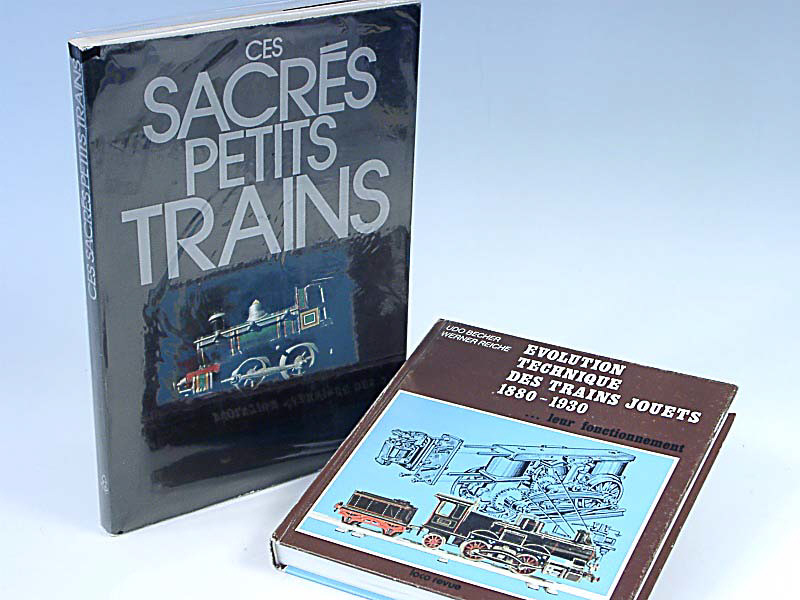 CES
SACRÉS
PETITS
TRAINS
CES SACRÉS PETITS TRAINS
UDO BECHER
WERNER REICHE
EVOLUTION
TECHNIQUE
DES TRAINS JOUETS
1880-1930
... leur fonctionnement
loco revue